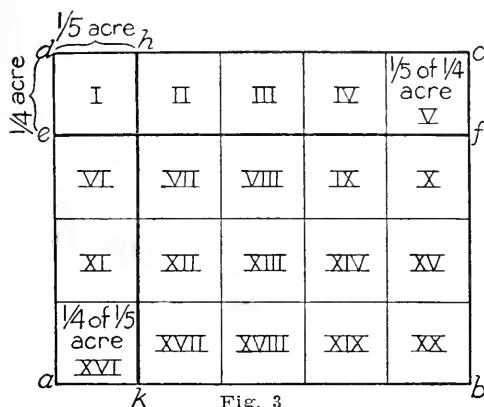 1/5 acre
d h c
1/4 acre
I II III IV 1/5 of 1/4
acre
V
e f
VI VII VIII IX X
XI XII XIII XIV XV
1/4 of 1/5
acre
XVI XVII XVIII XIX XX
a k b
Fig. 3